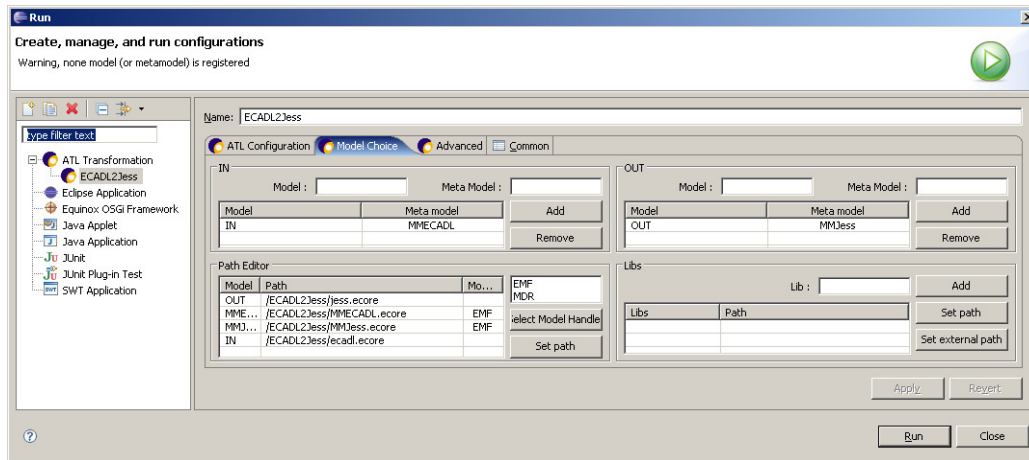 Run
Create, manage, and run configurations
Warning, none model (or metamodel) is registered
type filter text
ATL Transformation
ECADL2Jess
Eclipse Application
Equinox OSGi Framework
Java Applet
Java Application
JUnit
JUnit Plug-in Test
SWT Application
Name: ECADL2Jess
ATL Configuration Model Choice Advanced Common
IN
Model : Meta Model :
Model Meta model Add
IN MMECADL
Remove
OUT
Model : Meta Model :
Model Meta model Add
OUT MMJess
Remove
Path Editor
Model Path Mo... EMF
OUT /ECADL2Jess/jess.ecore MDR
MME... /ECADL2Jess/MMECADL.ecore EMF
MMJ... /ECADL2Jess/MMJess.ecore EMF Select Model Handle
IN /ECADL2Jess/ecadl.ecore
Set path
Libs
Lib : Add
Libs Path Set path
Set external path
Apply Revert
Run Close